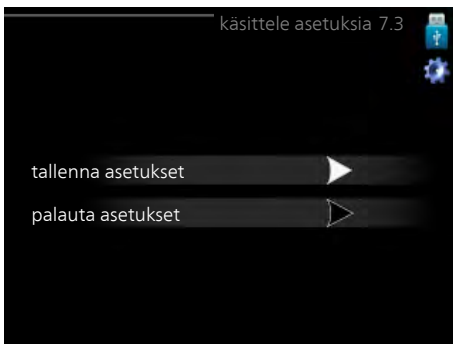 käsittele asetuksia 7.3
tallenna asetukset
palauta asetukset